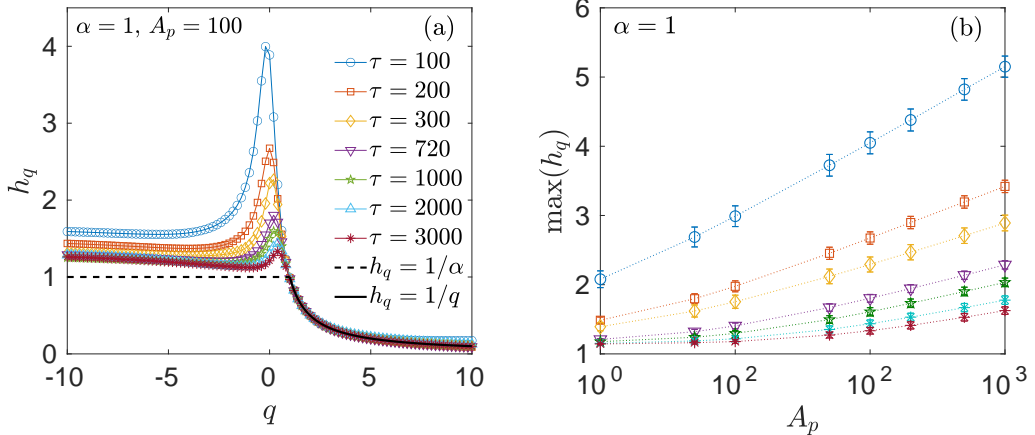 α = 1, A_p = 100
(a)
4
3
2
1
0
h_q
-10
-5
0
5
10
q
τ = 100
τ = 200
τ = 300
τ = 720
τ = 1000
τ = 2000
τ = 3000
h_q = 1/α
h_q = 1/q
α = 1
(b)
6
5
4
3
2
1
max(h_q)
10^0
10^2
10^2
10^3
A_p